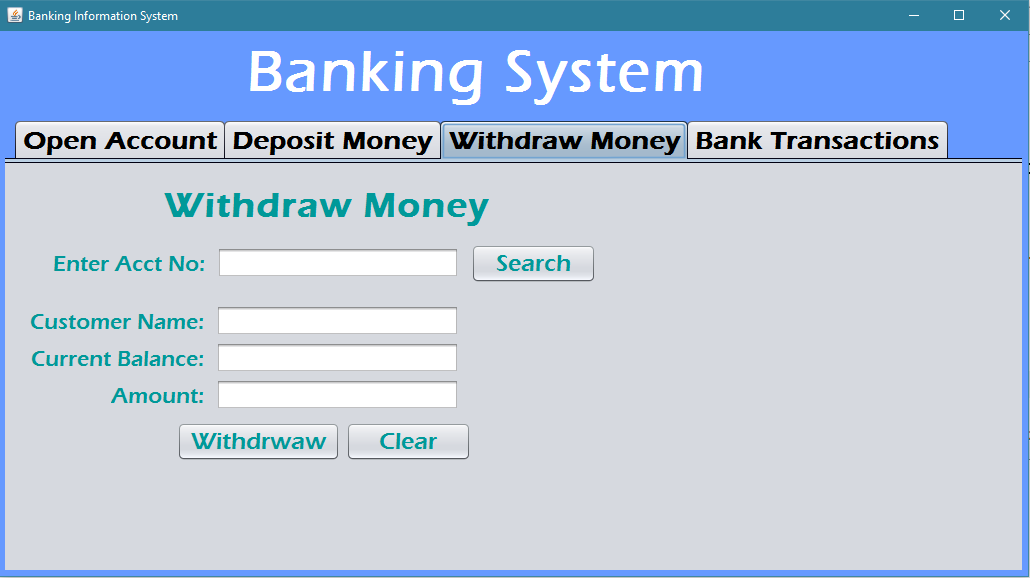 Banking Information System
Banking System
Open Account Deposit Money Withdraw Money Bank Transactions
Withdraw Money
Enter Acct No: Search
Customer Name:
Current Balance:
Amount:
Withdrwaw Clear